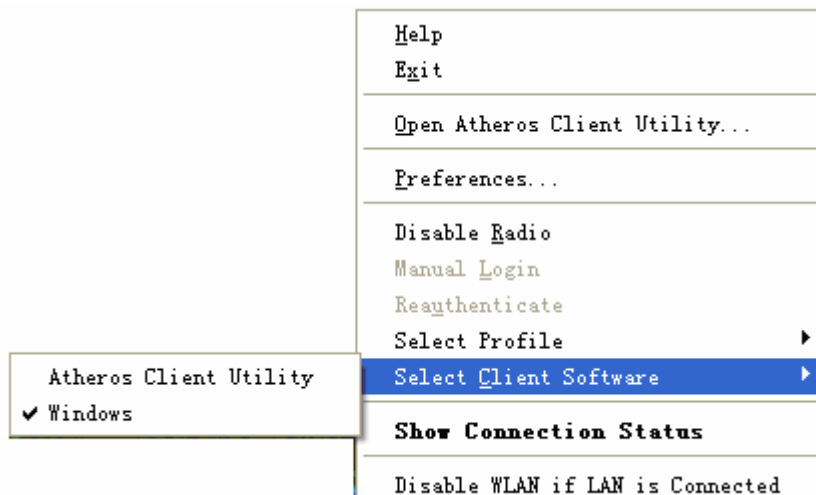 Help
Exit
Open Atheros Client Utility...
Preferences...
Disable Radio
Manual Login
Reauthenticate
Select Profile
Select Client Software
Atheros Client Utility
Windows
Show Connection Status
Disable WLAN if LAN is Connected